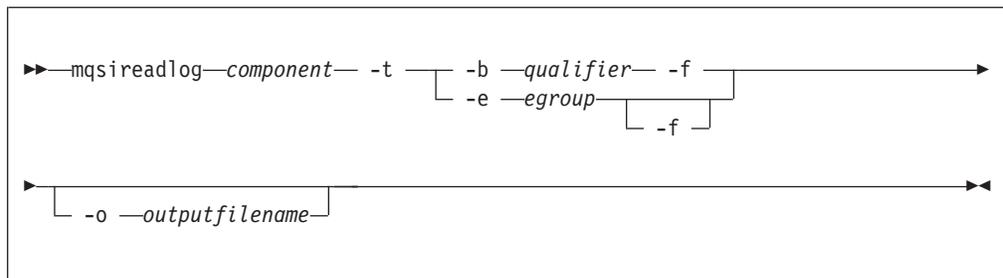 mqsireadlog component -t -b qualifier -f
-e egroup
-f
-o outputfilename